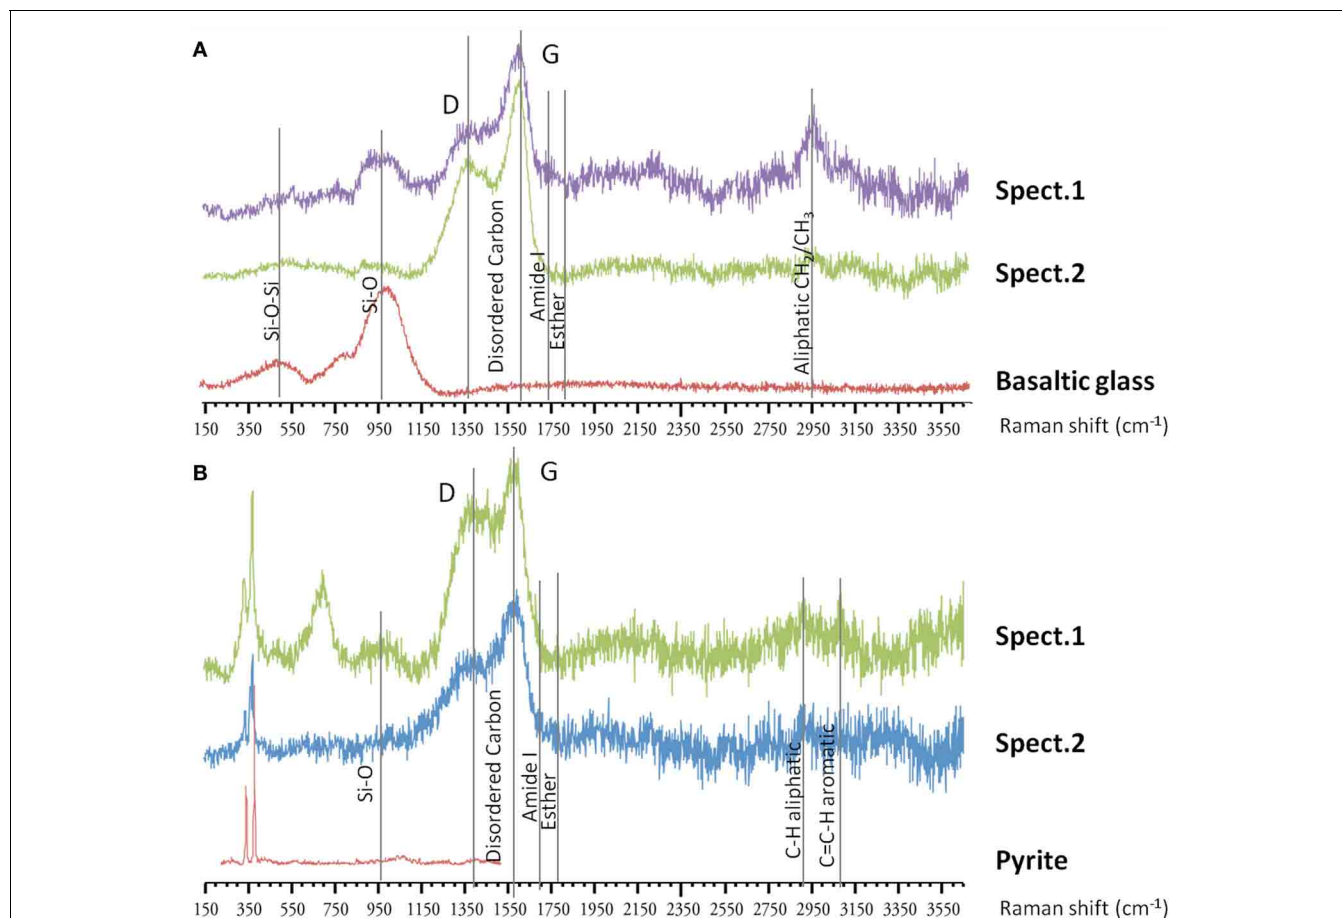 A
G
D
Spect.1
Spect.2
Si-O-Si
Si-O
Disordered Carbon
Amide I
Esther
Aliphatic CH2/CH3
Basaltic glass
150 350 550 750 950 1150 1350 1550 1750 1950 2150 2350 2550 2750 2950 3150 3350 3550
Raman shift (cm-1)
B
G
D
Spect.1
Spect.2
Si-O
Disordered Carbon
Amide I
Esther
C-H aliphatic
C=C-H aromatic
Pyrite
150 350 550 750 950 1150 1350 1550 1750 1950 2150 2350 2550 2750 2950 3150 3350 3550
Raman shift (cm-1)